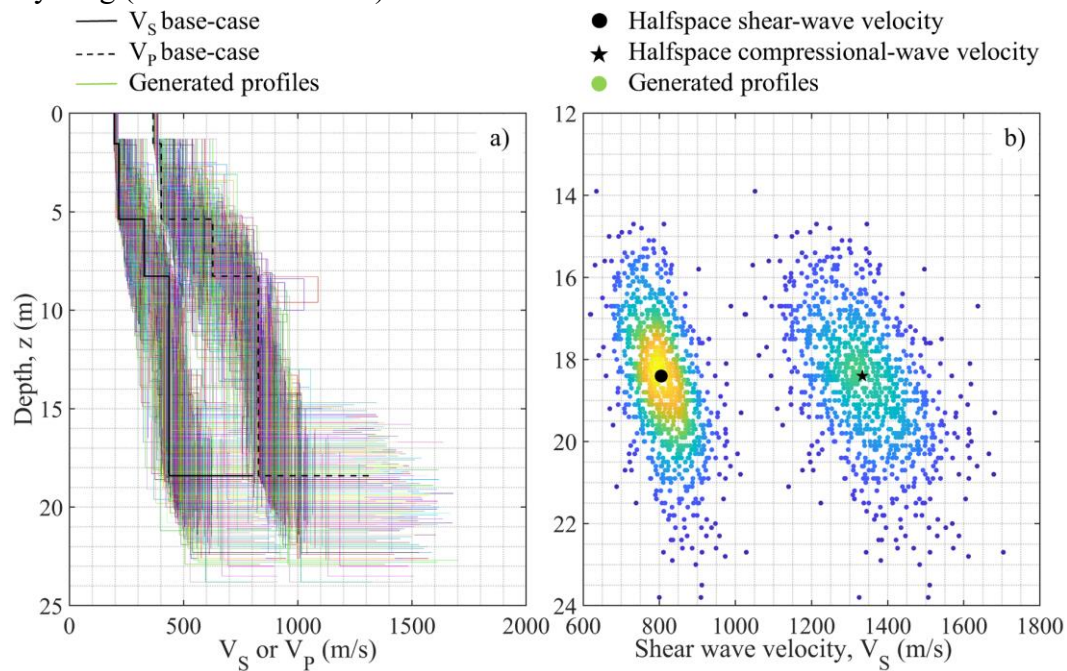 V_S base-case
V_P base-case
Generated profiles
Halfspace shear-wave velocity
Halfspace compressional-wave velocity
Generated profiles
a)
0
5
10
15
20
25
Depth, z (m)
0 500 1000 1500 2000
V_S or V_P (m/s)
b)
12
14
16
18
20
22
24
600 800 1000 1200 1400 1600 1800
Shear wave velocity, V_S (m/s)